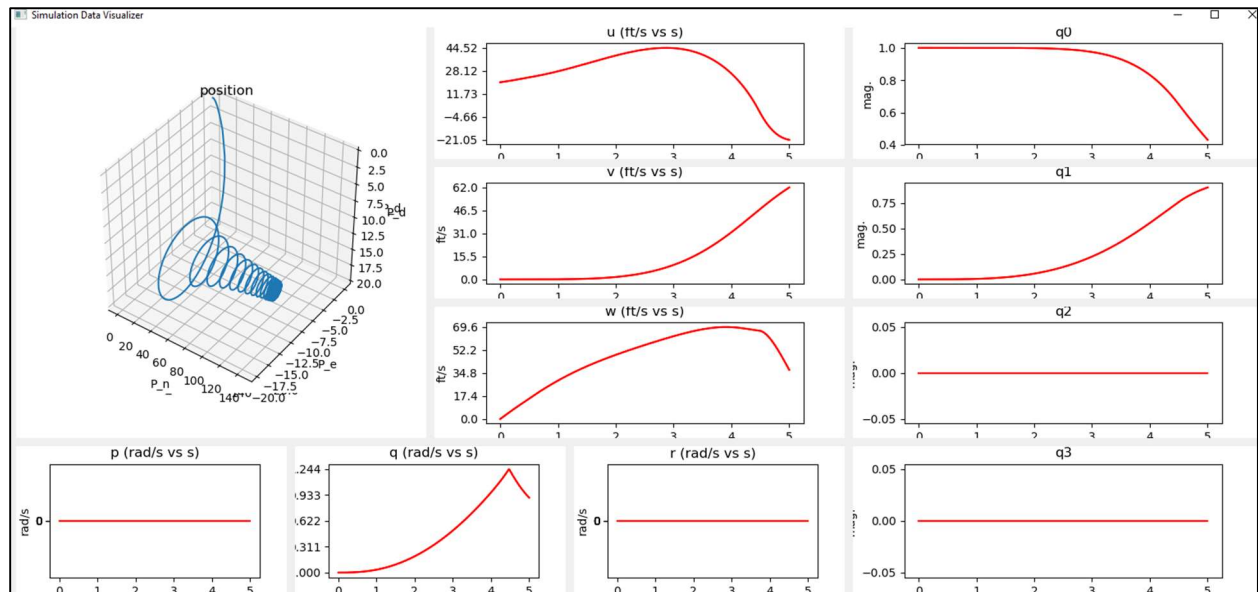 Simulation Data Visualizer
position
0.0
2.5
5.0
7.5
10.0
12.5
15.0
17.5
20.0
0 20 40 60 80 100 120 140
P_n_
0.0
−2.5
−5.0
−7.5
−10.0
−12.5
−15.0
−17.5
−20.0
P_e
P_d
u (ft/s vs s)
44.52
28.12
11.73
−4.66
−21.05
0 1 2 3 4 5
q0
mag.
1.0
0.8
0.6
0.4
0 1 2 3 4 5
v (ft/s vs s)
ft/s
62.0
46.5
31.0
15.5
0.0
q1
mag.
0.75
0.50
0.25
0.00
0 1 2 3 4 5
0 1 2 3 4 5
w (ft/s vs s)
ft/s
69.6
52.2
34.8
17.4
0.0
0 1 2 3 4 5
q2
0.05
0.00
−0.05
0 1 2 3 4 5
p (rad/s vs s)
rad/s
0
0 1 2 3 4 5
q (rad/s vs s)
.244
.933
.622
.311
.000
0 1 2 3 4 5
r (rad/s vs s)
rad/s
0
0 1 2 3 4 5
q3
0.05
0.00
−0.05
0 1 2 3 4 5